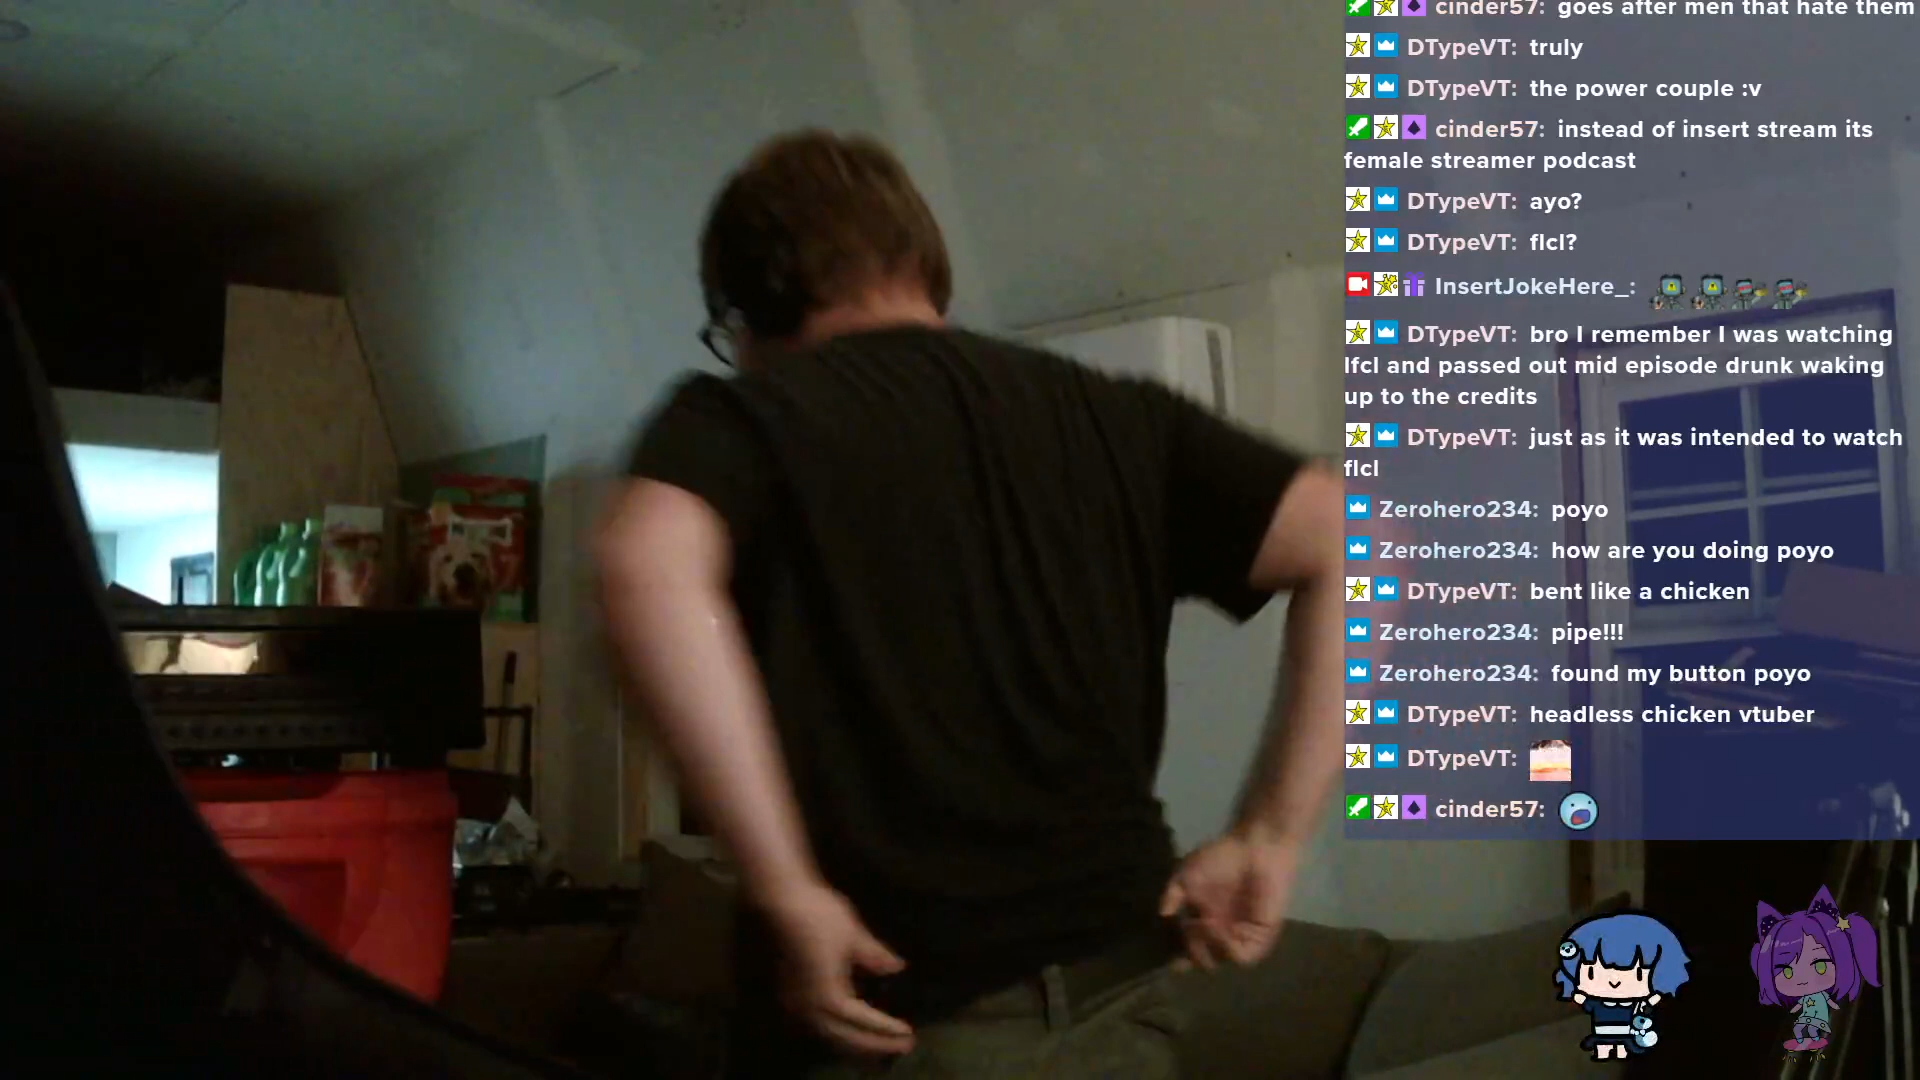 cinder57: goes after men that hate them
DTypeVT: truly
DTypeVT: the power couple :v
cinder57: instead of insert stream its
female streamer podcast
DTypeVT: ayo?
DTypeVT: flcl?
InsertJokeHere_:
DTypeVT: bro I remember I was watching
lfcl and passed out mid episode drunk waking
up to the credits
DTypeVT: just as it was intended to watch
flcl
Zerohero234: poyo
Zerohero234: how are you doing poyo
DTypeVT: bent like a chicken
Zerohero234: pipe!!!
Zerohero234: found my button poyo
DTypeVT: headless chicken vtuber
DTypeVT:
cinder57: